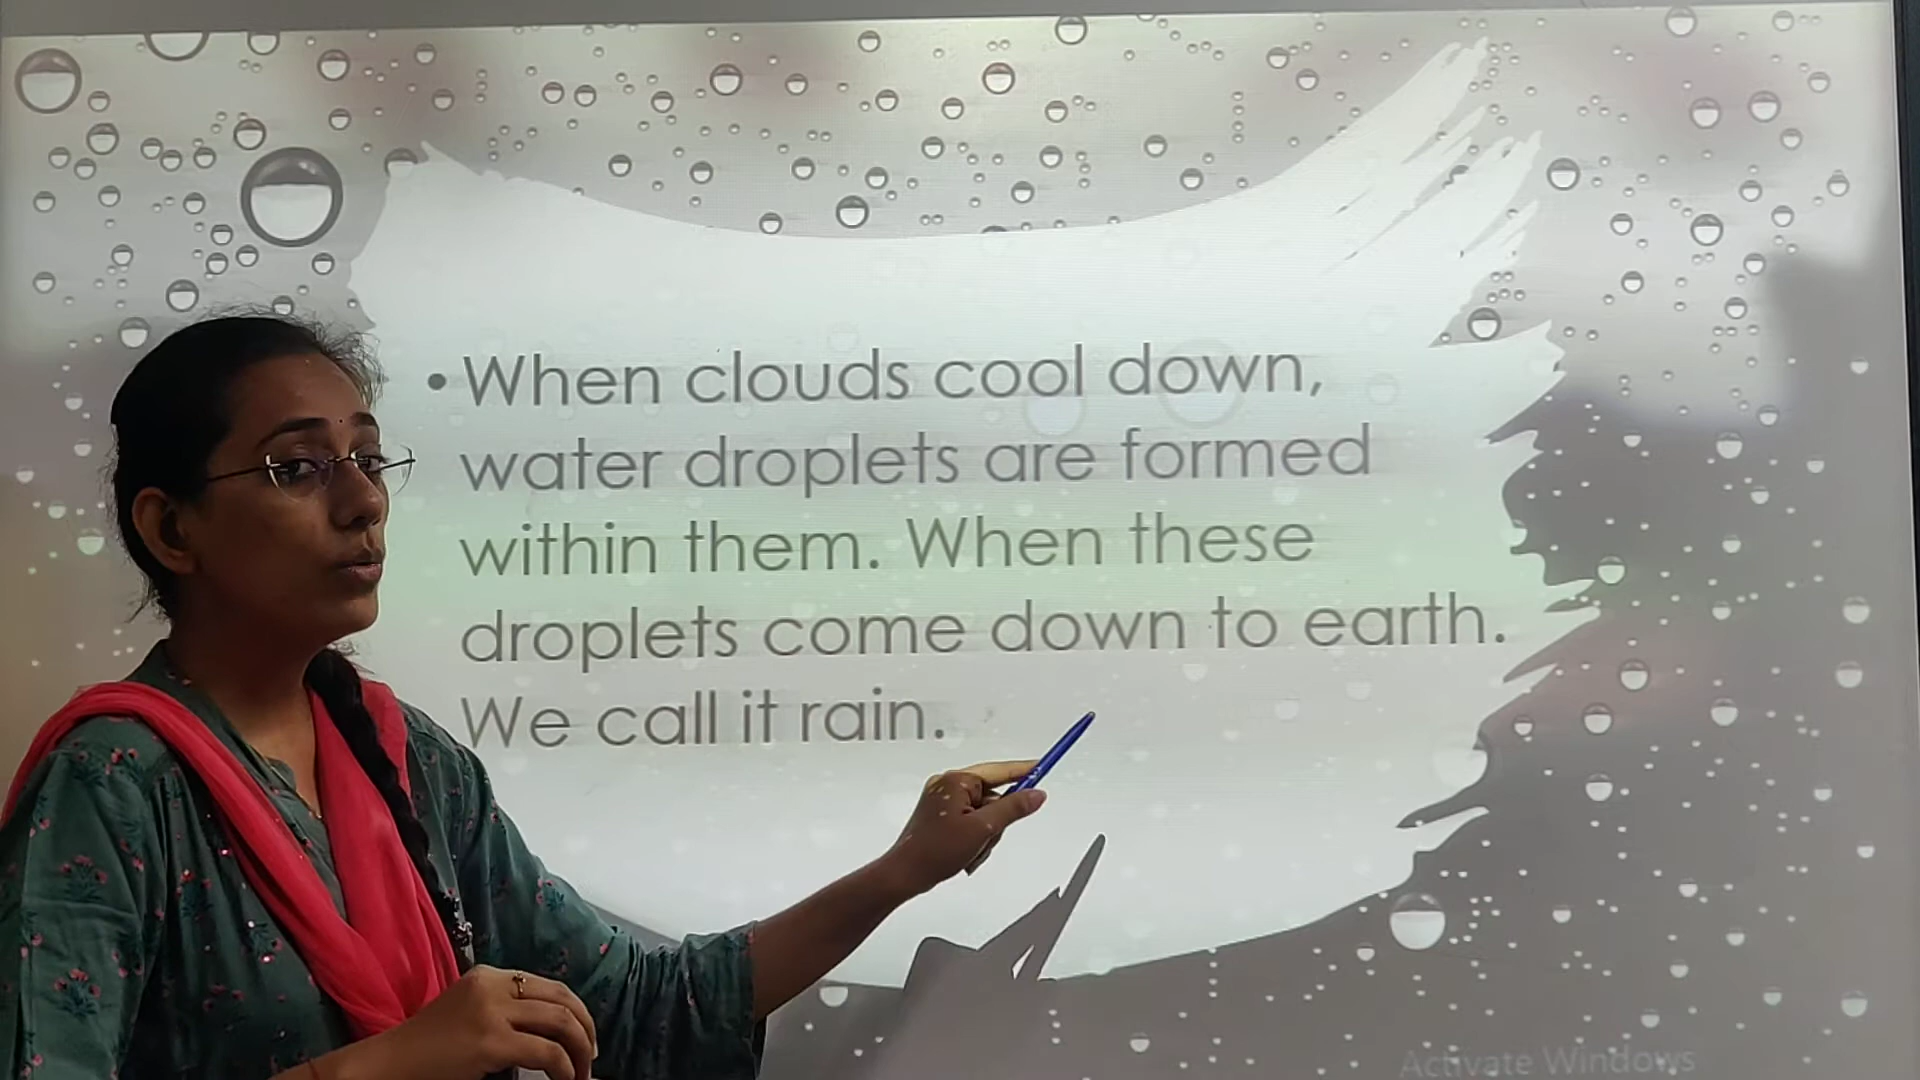 • When clouds cool down,
water droplets are formed
within them. When these
droplets come down to earth.
We call it rain.
Activate Windows